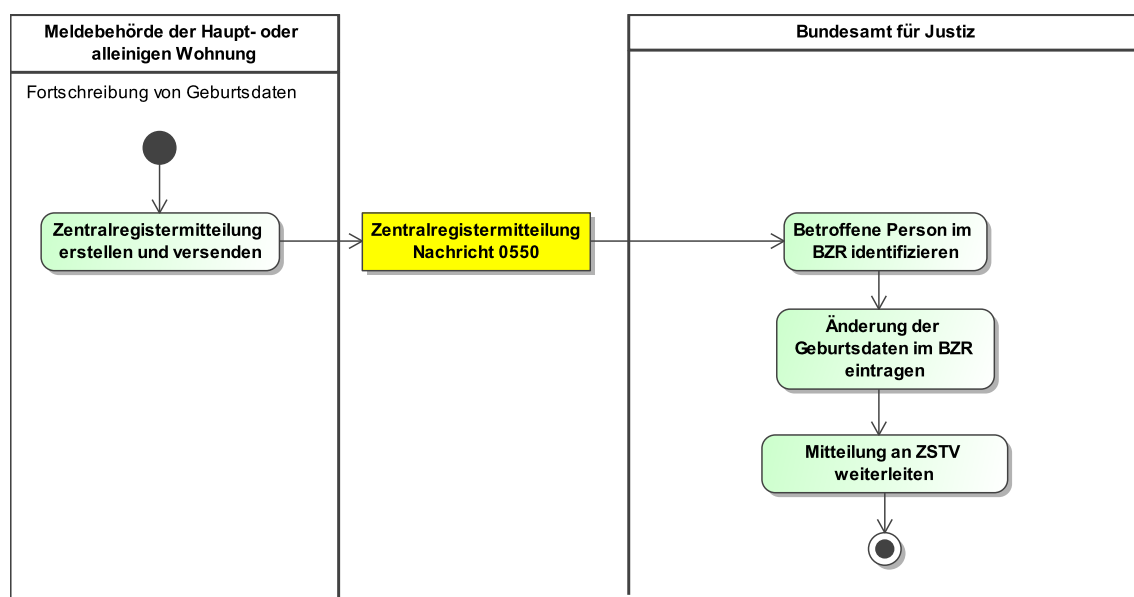 Meldebehörde der Haupt- oder
alleinigen Wohnung
Bundesamt für Justiz
Fortschreibung von Geburtsdaten
Zentralregistermitteilung
erstellen und versenden
Zentralregistermitteilung
Nachricht 0550
Betroffene Person im
BZR identifizieren
Änderung der
Geburtsdaten im BZR
eintragen
Mitteilung an ZSTV
weiterleiten